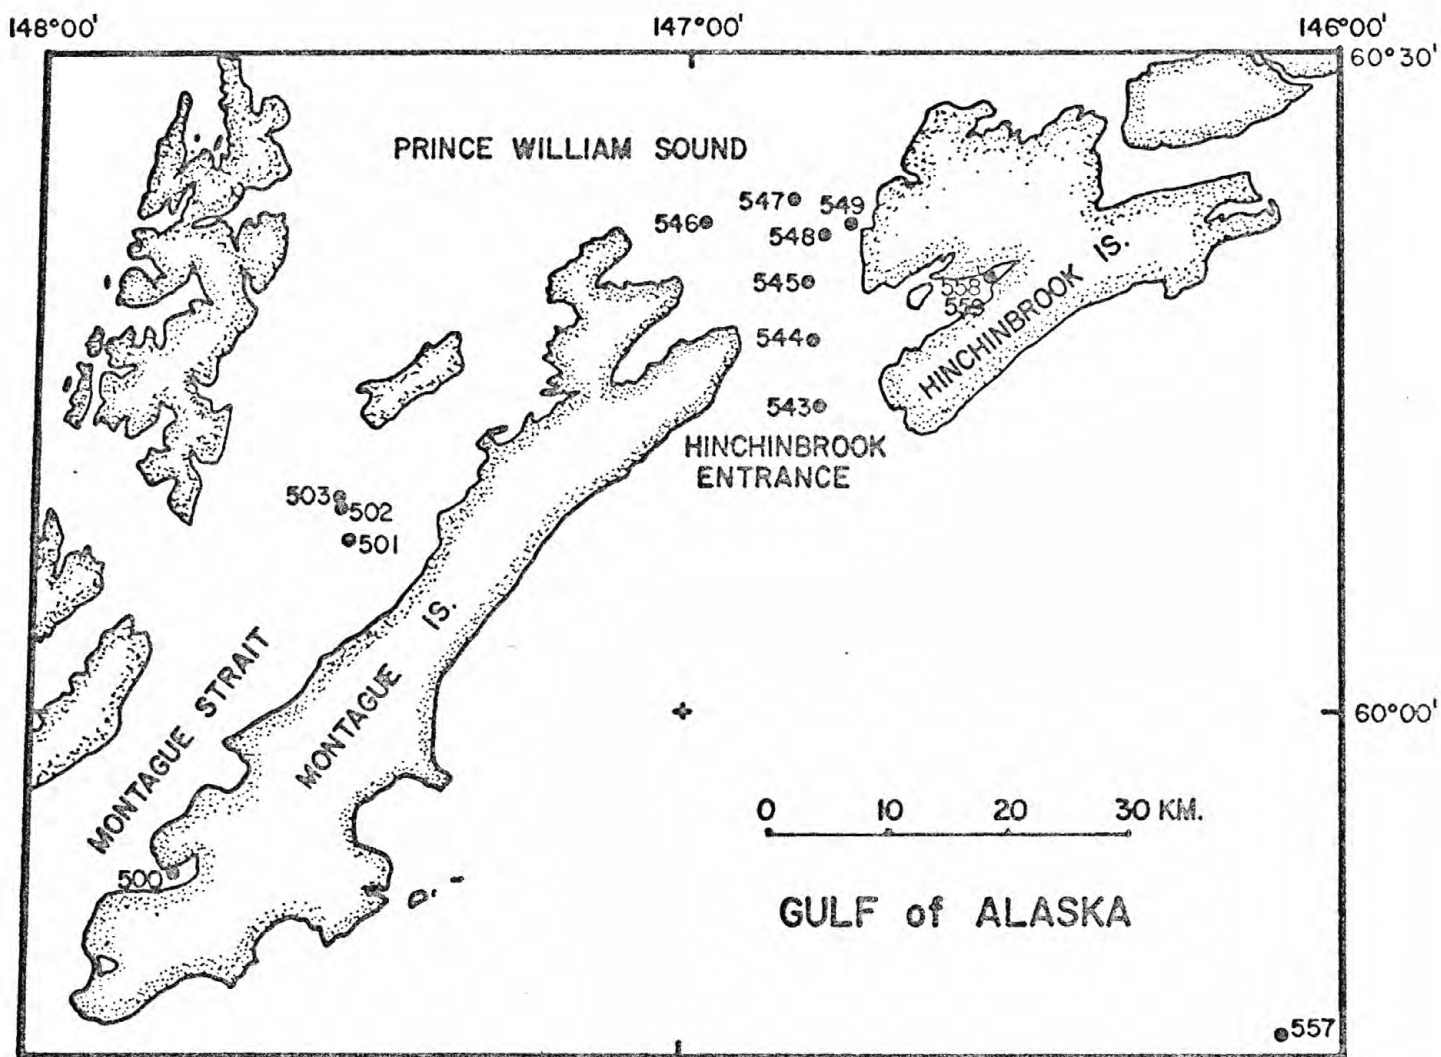 148°00'
147°00'
146°00'
60°30'
PRINCE WILLIAM SOUND
547
549
546
548
545
558
559
544
HINCHINBROOK IS.
543
HINCHINBROOK
ENTRANCE
503
502
501
MONTAGUE STRAIT
MONTAGUE IS.
60°00'
0 10 20 30 KM.
500
GULF of ALASKA
557